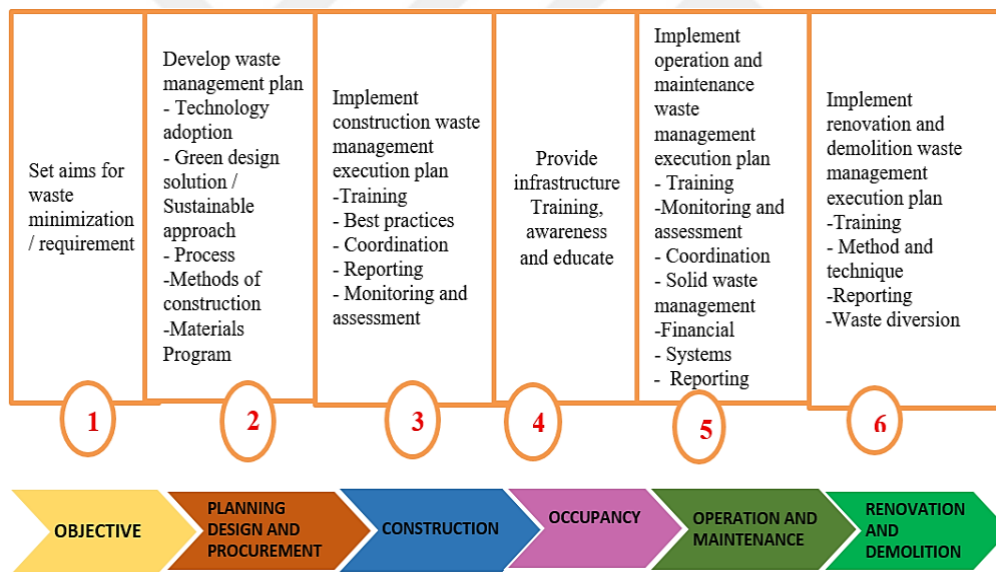 Set aims for
waste
minimization
/ requirement
Develop waste
management plan
- Technology
adoption
- Green design
solution /
Sustainable
approach
- Process
-Methods of
construction
-Materials
Program
Implement
construction waste
management
execution plan
-Training
- Best practices
- Coordination
- Reporting
- Monitoring and
assessment
Provide
infrastructure
Training,
awareness
and educate
Implement
operation and
maintenance
waste
management
execution plan
- Training
-Monitoring and
assessment
- Coordination
- Solid waste
management
-Financial
- Systems
- Reporting
Implement
renovation and
demolition waste
management
execution plan
-Training
- Method and
technique
-Reporting
-Waste diversion
1
2
3
4
5
6
OBJECTIVE
PLANNING
DESIGN AND
PROCUREMENT
CONSTRUCTION
OCCUPANCY
OPERATION AND
MAINTENANCE
RENOVATION
AND
DEMOLITION